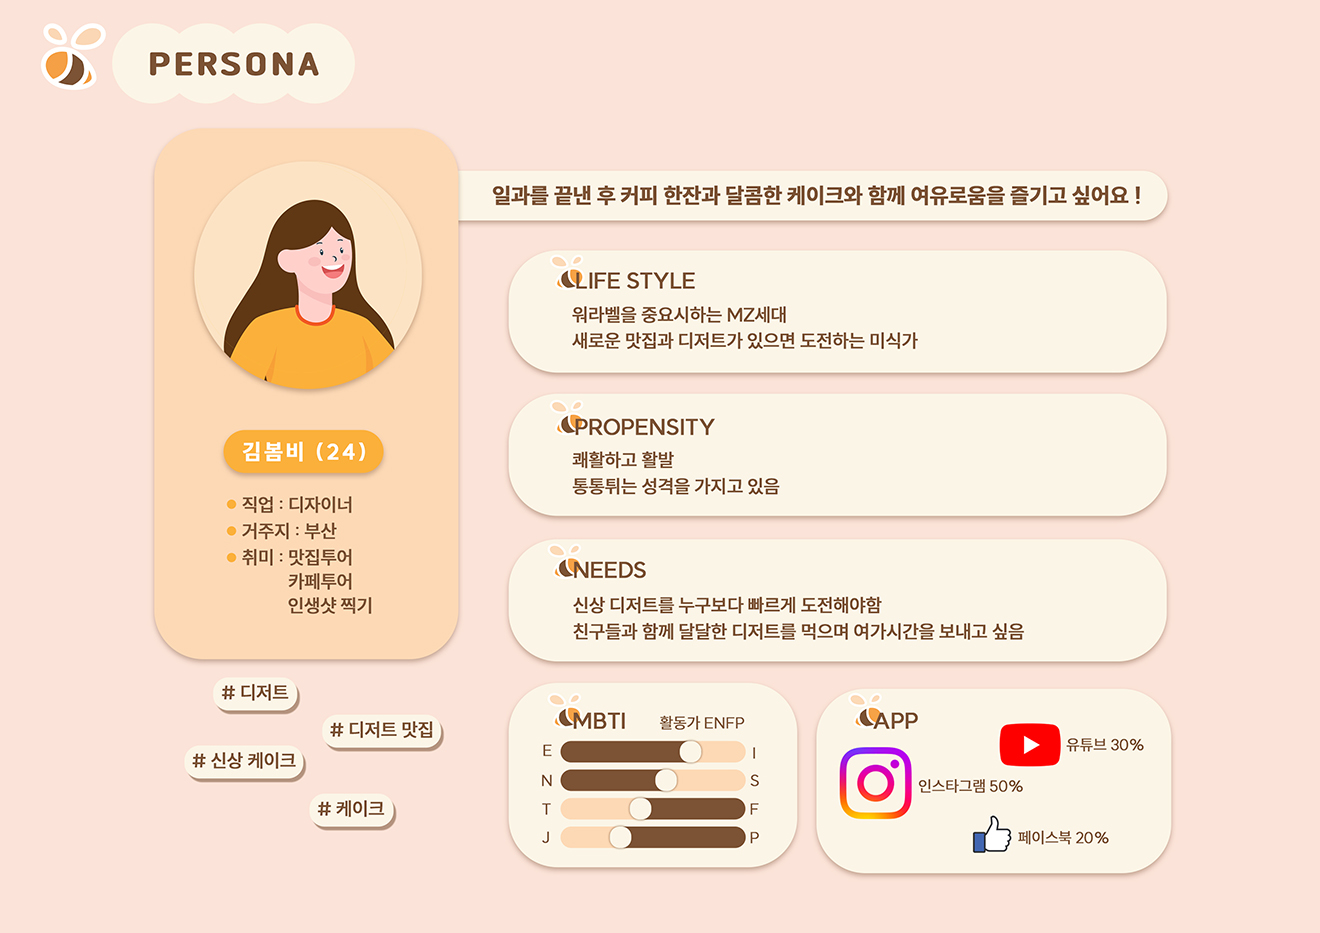 PERSONA
일과를 끝낸 후 커피 한잔과 달콤한 케이크와 함께 여유로움을 즐기고 싶어요 !
김봄비 (24)
직업 : 디자이너
거주지 : 부산
취미 : 맛집투어
카페투어
인생샷 찍기
# 디저트
# 디저트 맛집
# 신상 케이크
# 케이크
LIFE STYLE
워라벨을 중요시하는 MZ세대
새로운 맛집과 디저트가 있으면 도전하는 미식가
PROPENSITY
쾌활하고 활발
통통튀는 성격을 가지고 있음
NEEDS
신상 디저트를 누구보다 빠르게 도전해야함
친구들과 함께 달달한 디저트를 먹으며 여가시간을 보내고 싶음
MBTI 활동가 ENFP
E I
N S
T F
J P
APP
유튜브 30%
인스타그램 50%
페이스북 20%